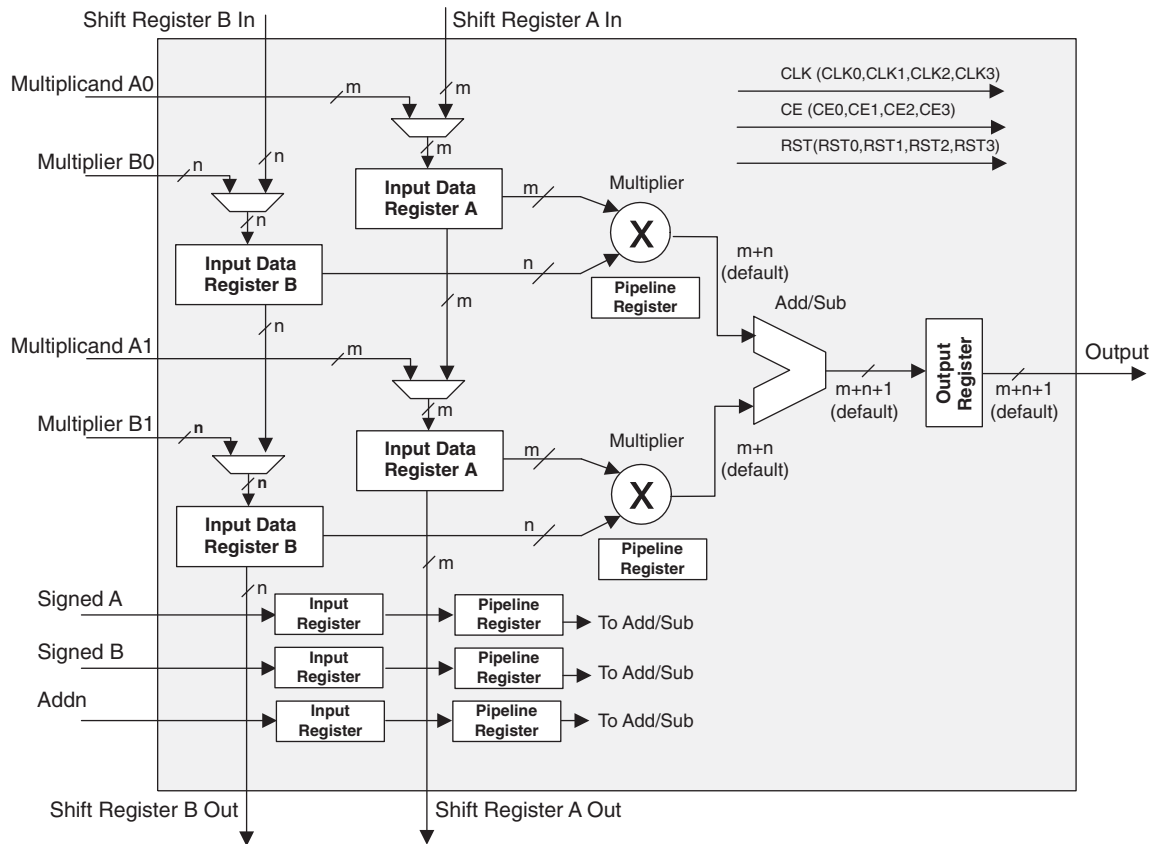 Shift Register B In
Shift Register A In
Multiplicand A0
m
m
CLK (CLK0,CLK1,CLK2,CLK3)
CE (CE0,CE1,CE2,CE3)
RST(RST0,RST1,RST2,RST3)
m
Multiplier B0
n
n
Input Data
Register A
m
Multiplier
X
n
Input Data
Register B
n
m+n
(default)
Pipeline
Register
m
n
Add/Sub
Multiplicand A1
m
Output
Register
Output
m+n+1
(default)
m+n+1
(default)
m
Multiplier B1
n
Input Data
Register A
m
Multiplier
X
m+n
(default)
n
Input Data
Register B
n
Pipeline
Register
m
n
Signed A
Input
Register
Pipeline
Register
To Add/Sub
Signed B
Input
Register
Pipeline
Register
To Add/Sub
Addn
Input
Register
Pipeline
Register
To Add/Sub
Shift Register B Out
Shift Register A Out